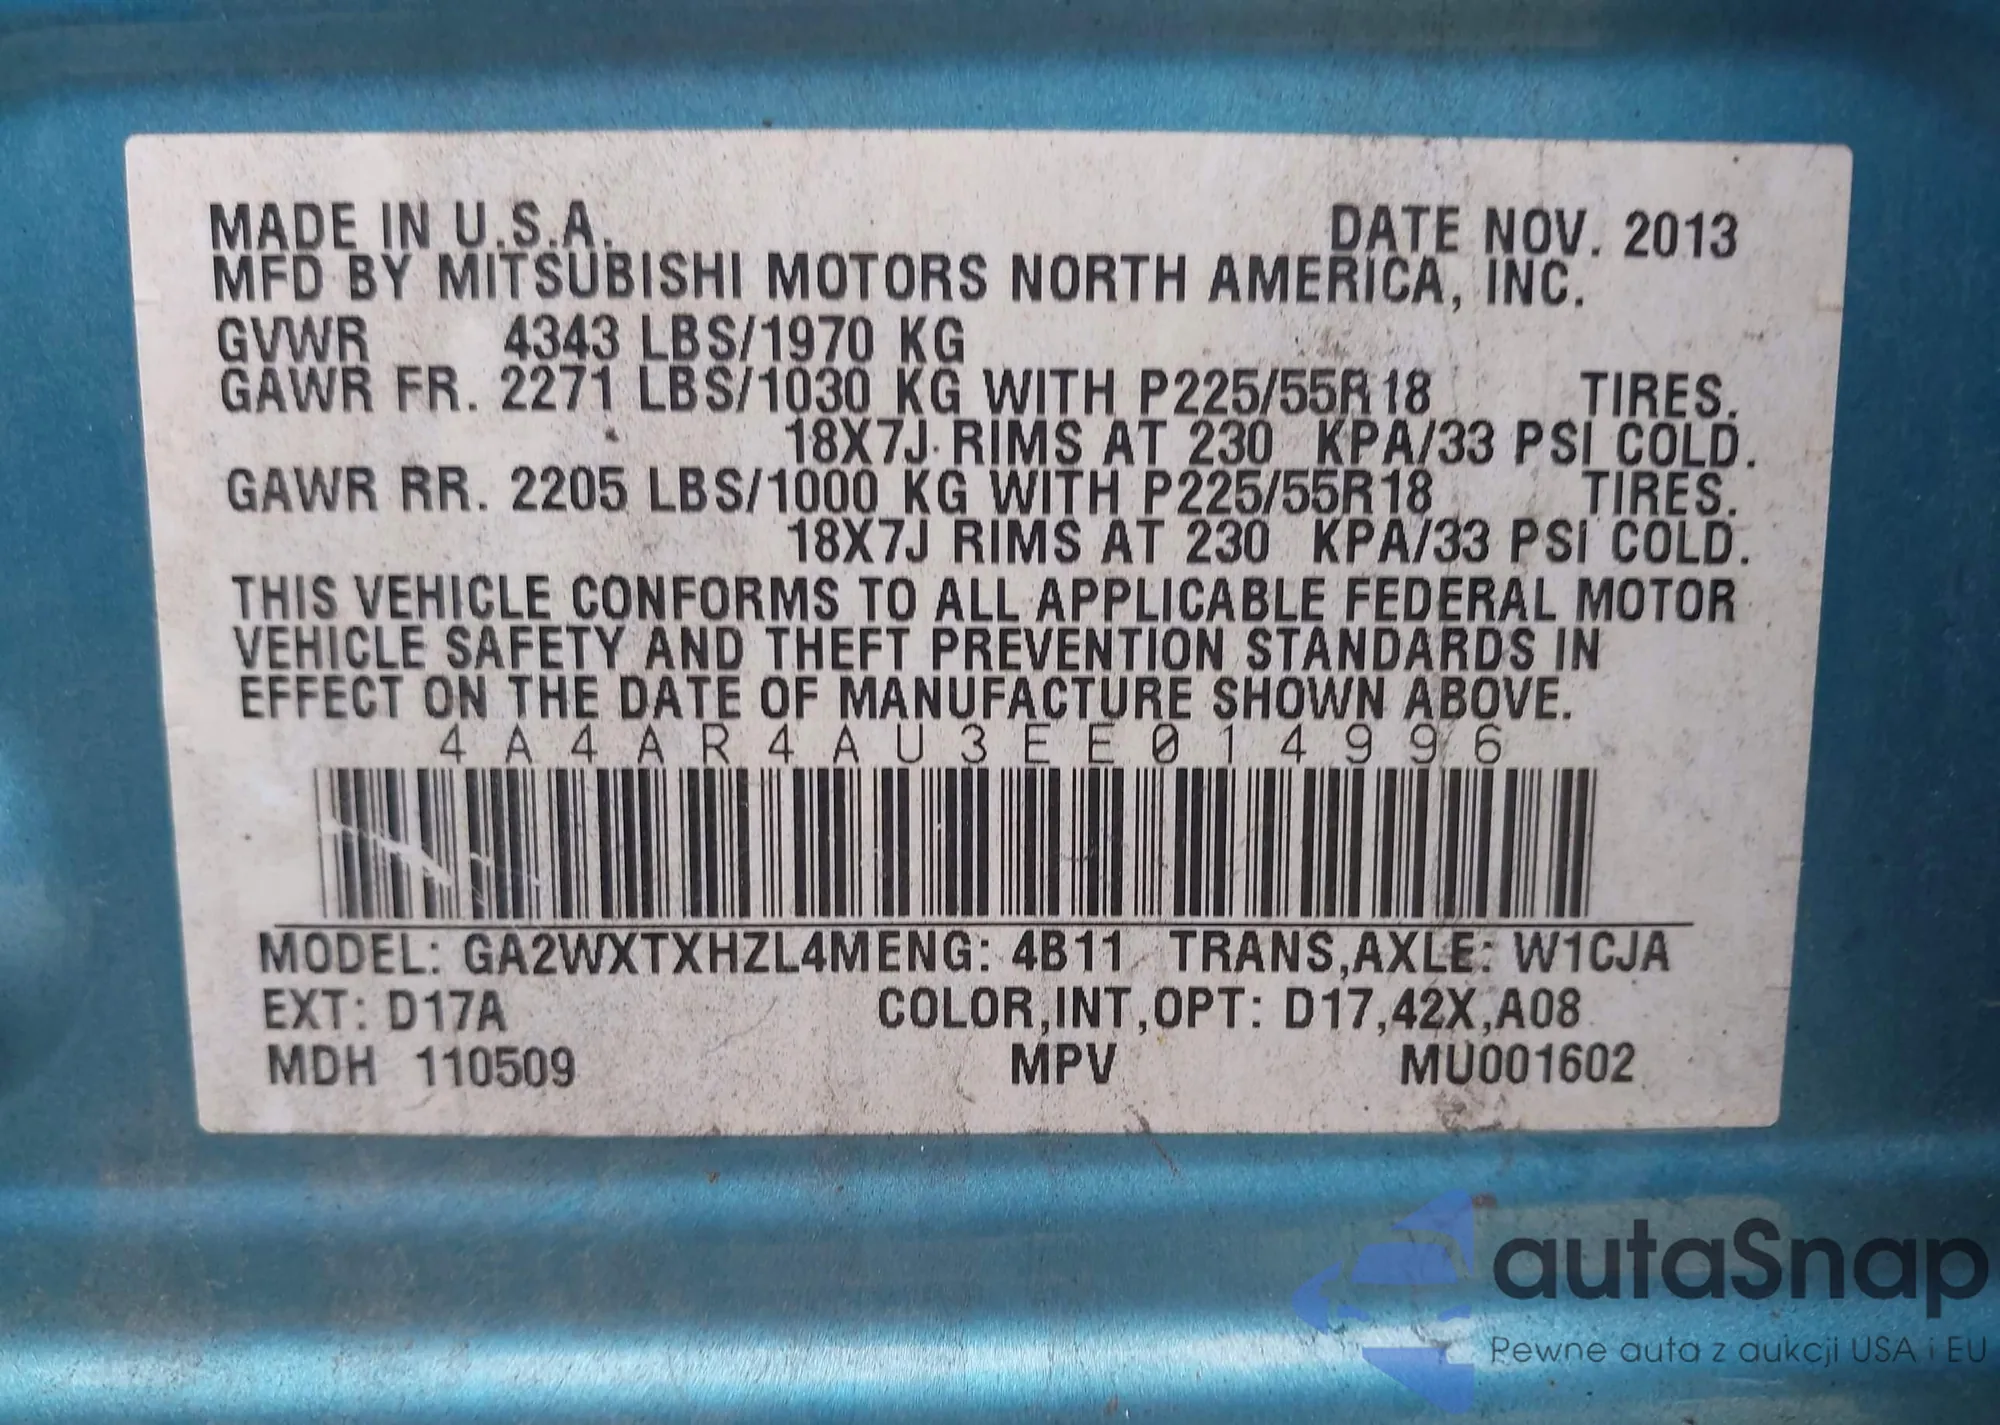 MADE IN U.S.A. DATE NOV. 2013
MFD BY MITSUBISHI MOTORS NORTH AMERICA, INC.
GVWR 4343 LBS/1970 KG
GAWR FR. 2271 LBS/1030 KG WITH P225/55R18 TIRES.
18X7J RIMS AT 230 KPA/33 PSI COLD.
GAWR RR. 2205 LBS/1000 KG WITH P225/55R18 TIRES.
18X7J RIMS AT 230 KPA/33 PSI COLD.
THIS VEHICLE CONFORMS TO ALL APPLICABLE FEDERAL MOTOR
VEHICLE SAFETY AND THEFT PREVENTION STANDARDS IN
EFFECT ON THE DATE OF MANUFACTURE SHOWN ABOVE.
4A4AR4AU3EE014996
MODEL: GA2WXTXHZL4MENG: 4B11 TRANS,AXLE: W1CJA
EXT: D17A COLOR,INT,OPT: D17,42X,A08
MDH 110509 MPV MU001602
autaSnap
Pewne auta z aukcji USA i EU